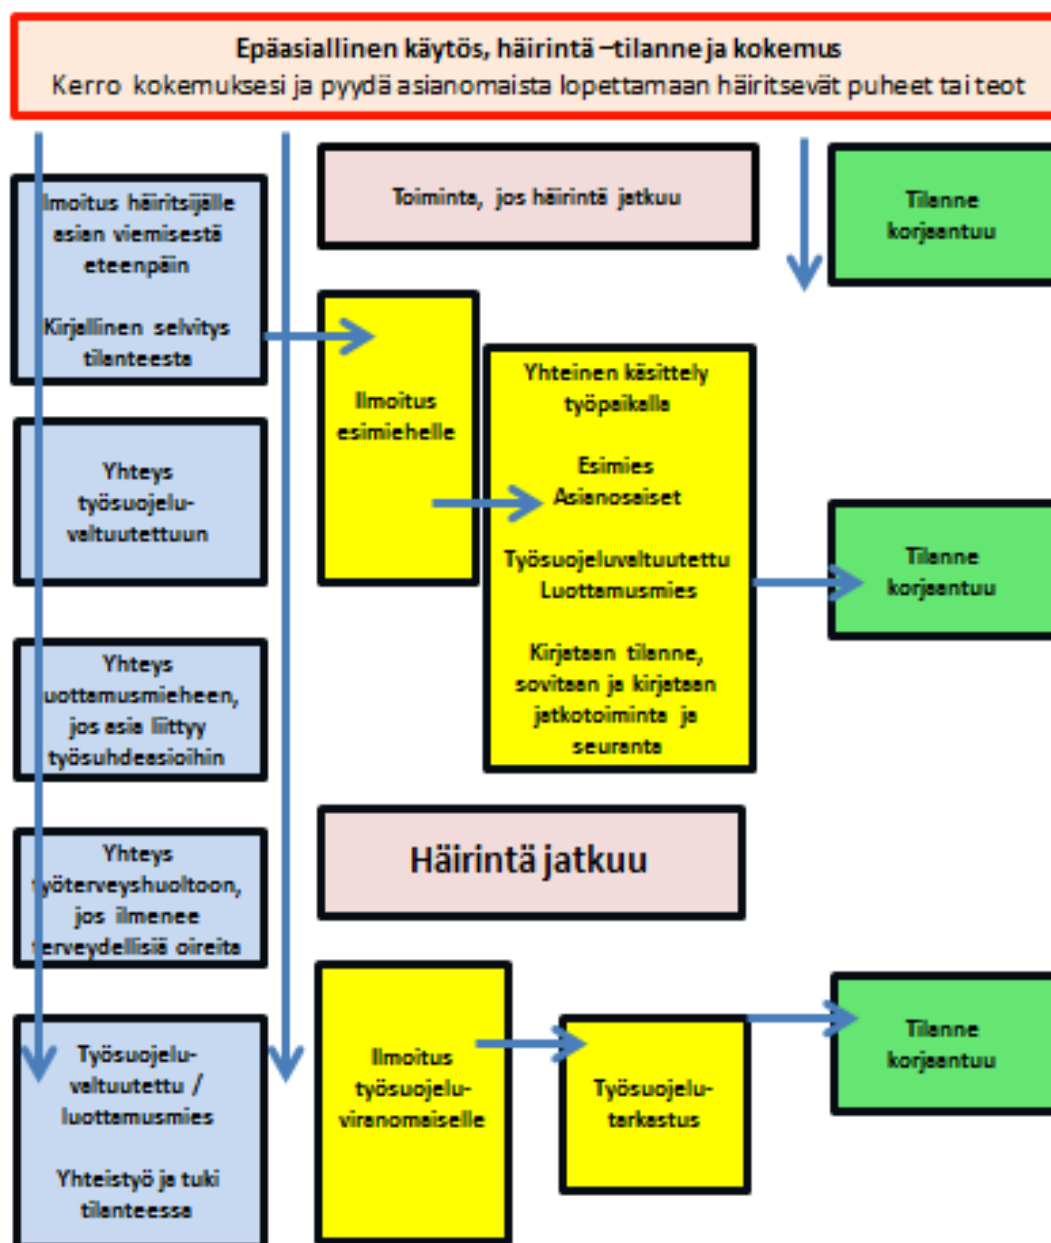 Epäasiallinen käytös, häirintä –tilanne ja kokemus
Kerro kokemuksesi ja pyydä asianomaista lopettamaan häiritsevät puheet tai teot
Ilmoitus häiritsijälle
asian viemisestä
eteenpäin
Kirjallinen selvitys
tilanteesta
Yhteys
työsuojelu-
valtuutettuun
Yhteys
uottamusmieheen,
jos asia liittyy
työsuhdeasioihin
Yhteys
työterveyshuoltoon,
jos ilmenee
terveydellisiä oireita
Työsuojelu-
valtuutettu /
luottamusmies
Yhteistyö ja tuki
tilanteessa
Toiminta, jos häirintä jatkuu
Ilmoitus
esimiehelle
Yhteinen käsittely
työpaikalla
Esimies
Asianosaiset
Työsuojeluvaltuutettu
Luottamusmies
Kirjataan tilanne,
sovitaan ja kirjataan
jatkotoiminta ja
seuranta
Häirintä jatkuu
Ilmoitus
työsuojelu-
viranomaiselle
Työsuojelu-
tarkastus
Tilanne
korjaantuu
Tilanne
korjaantuu
Tilanne
korjaantuu